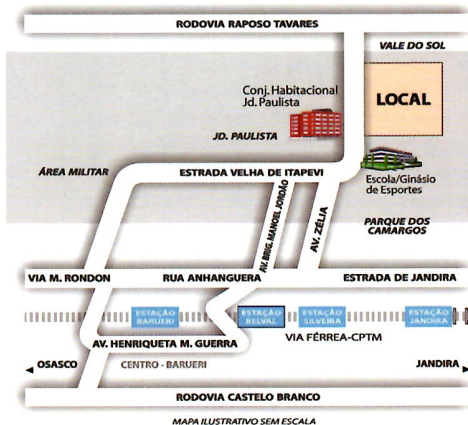 RODOVIA RAPOSO TAVARES
VALE DO SOL
Conj. Habitacional
Jd. Paulista
LOCAL
JD. PAULISTA
ÁREA MILITAR
ESTRADA VELHA DE ITAPEVI
Escola/Ginásio
de Esportes
AV. BRIG. MANOEL JORDÃO
AV. ZÉLIA
PARQUE DOS
CAMARGOS
VIA M. RONDON
RUA ANHANGUERA
ESTRADA DE JANDIRA
ESTAÇÃO
BARUERI
ESTAÇÃO
BELVAL
ESTAÇÃO
SILVEIRA
ESTAÇÃO
JANDIRA
VIA FÉRREA-CPTM
AV. HENRIQUETA M. GUERRA
OSASCO
CENTRO - BARUERI
JANDIRA
RODOVIA CASTELO BRANCO
MAPA ILUSTRATIVO SEM ESCALA